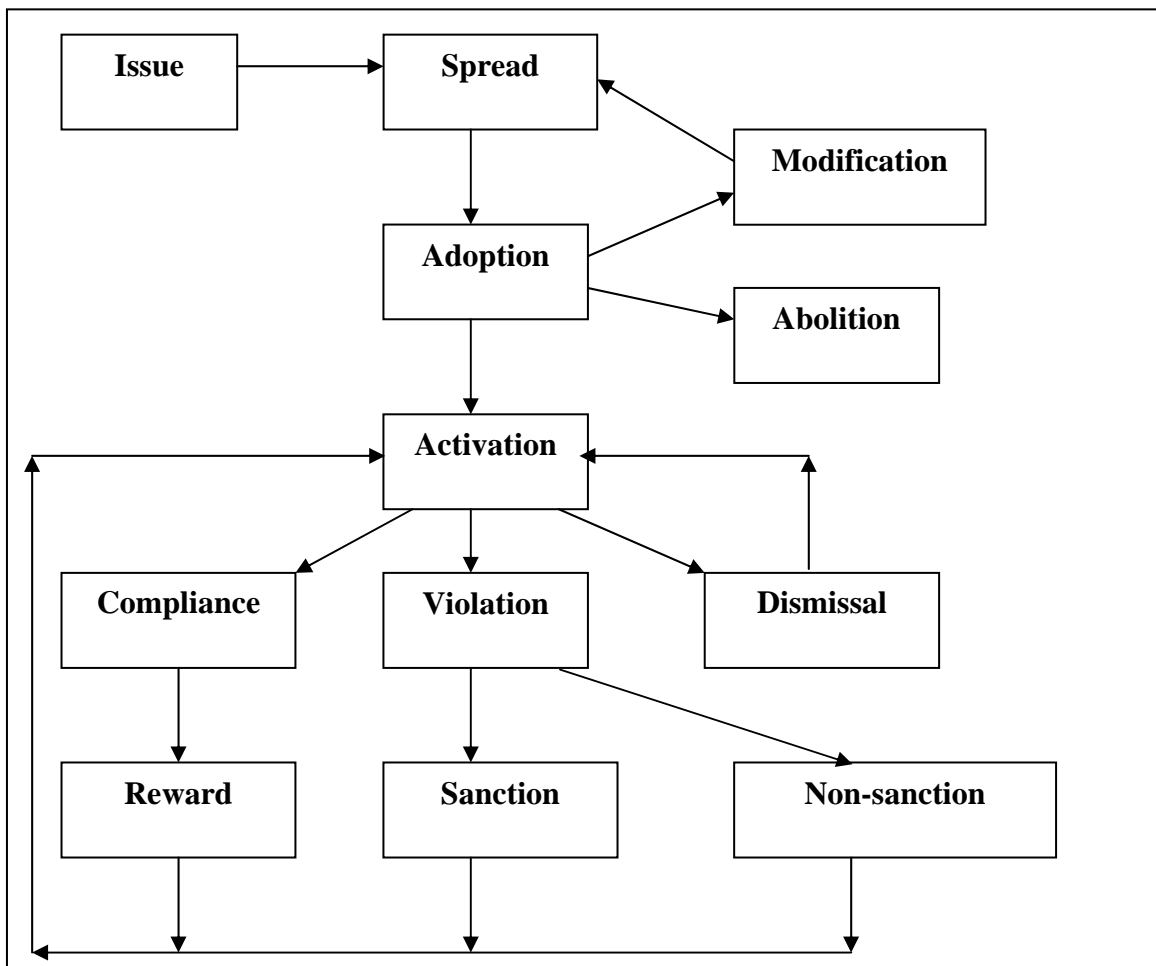 Issue
Spread
Modification
Adoption
Abolition
Activation
Compliance
Violation
Dismissal
Reward
Sanction
Non-sanction